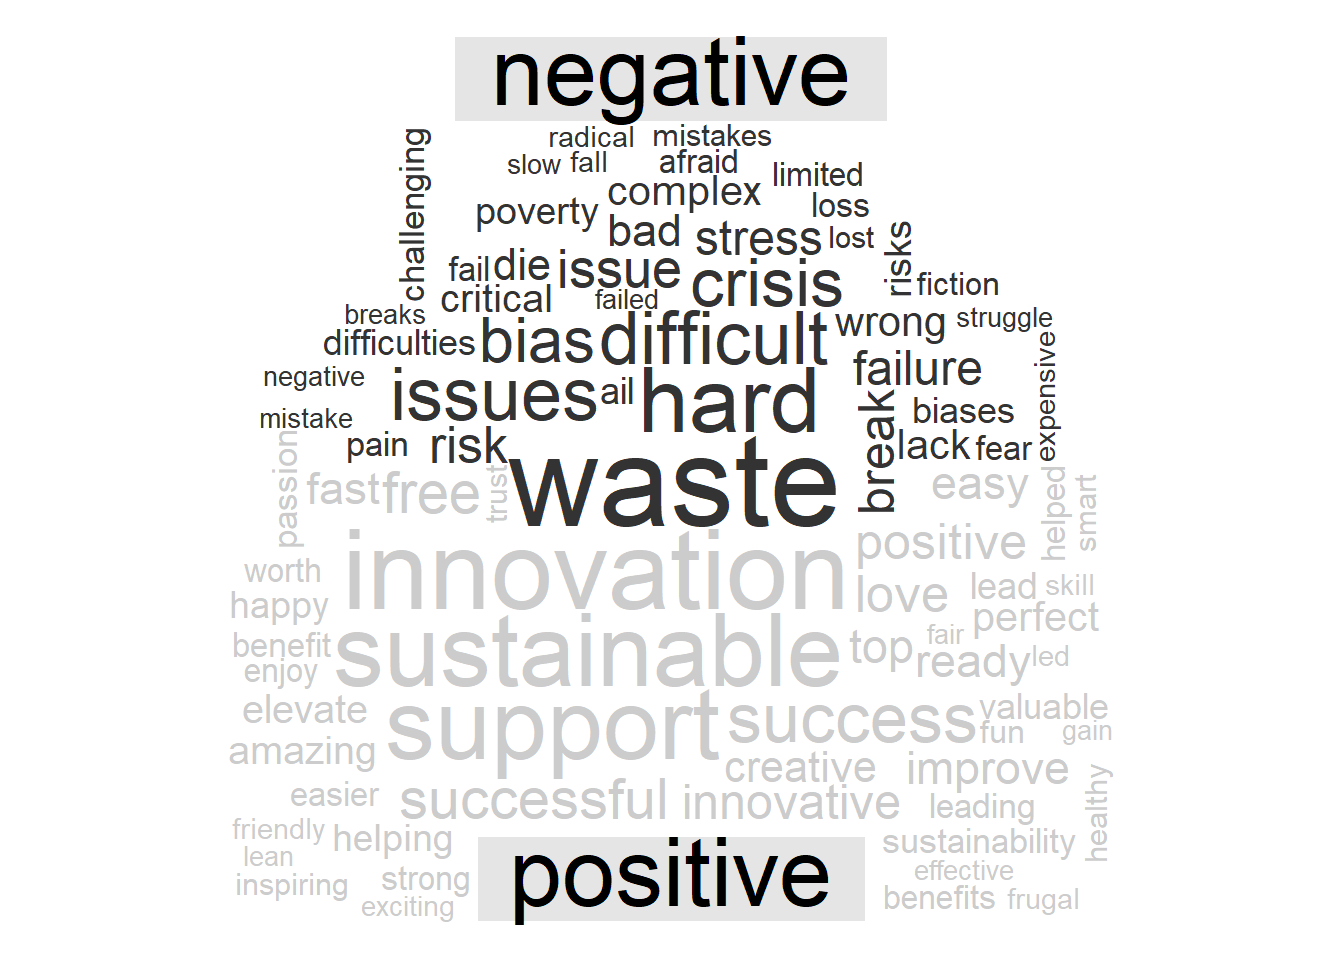 negative
radical mistakes
slow fall afraid limited
challenging
complex
poverty loss
bad stress lost
risks
fail die issue crisis fiction
critical failed
breaks wrong struggle
difficulties bias difficult
expensive
negative issues ail hard failure
mistake break biases
pain risk lack fear
passion
fast free trust waste easy helped smart
innovation positive
worth love lead skill
happy perfect
benefit sustainable top fair
enjoy ready led
elevate support success valuable
amazing fun gain
creative improve
easier successful innovative leading healthy
friendly helping sustainability
lean effective
inspiring strong positive benefits frugal
exciting